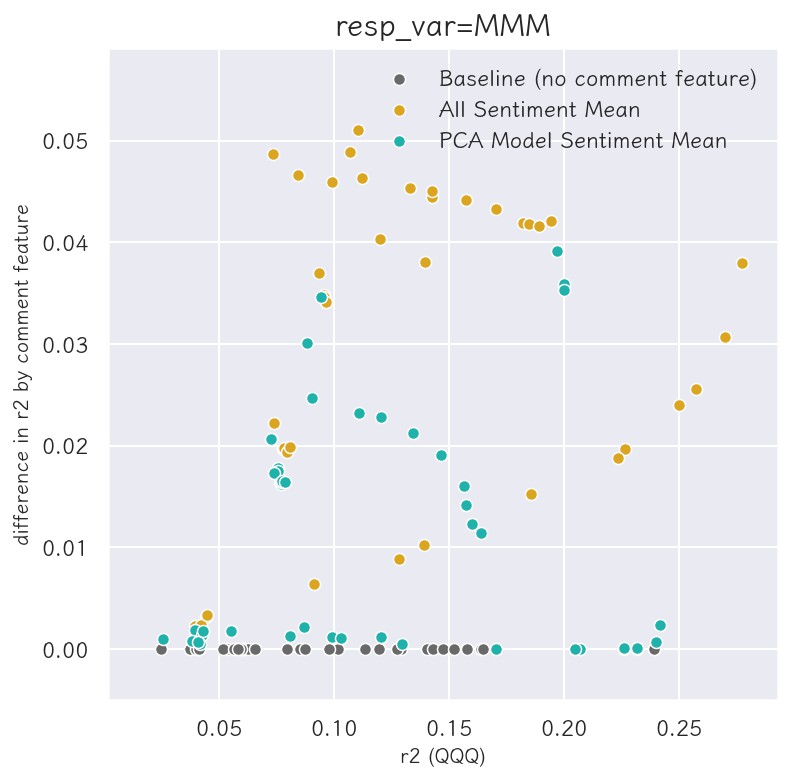 resp_var=MMM
Baseline (no comment feature)
All Sentiment Mean
PCA Model Sentiment Mean
difference in r2 by comment feature
0.05
0.04
0.03
0.02
0.01
0.00
0.05 0.10 0.15 0.20 0.25
r2 (QQQ)